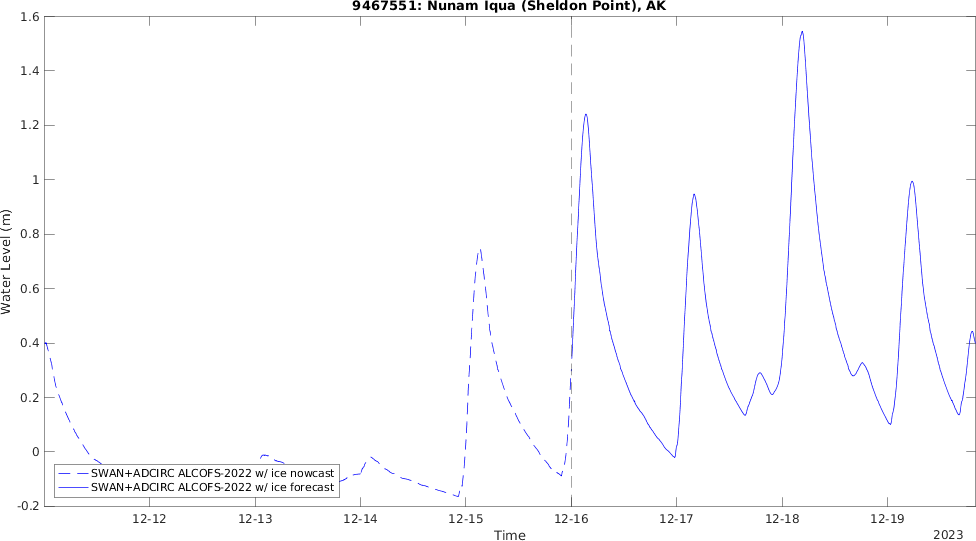 9467551: Nunam Iqua (Sheldon Point), AK
1.6
1.4
1.2
1
0.8
0.6
0.4
0.2
0
-0.2
Water Level (m)
SWAN+ADCIRC ALCOFS-2022 w/ ice nowcast
SWAN+ADCIRC ALCOFS-2022 w/ ice forecast
12-12 12-13 12-14 12-15 12-16 12-17 12-18 12-19
Time
2023